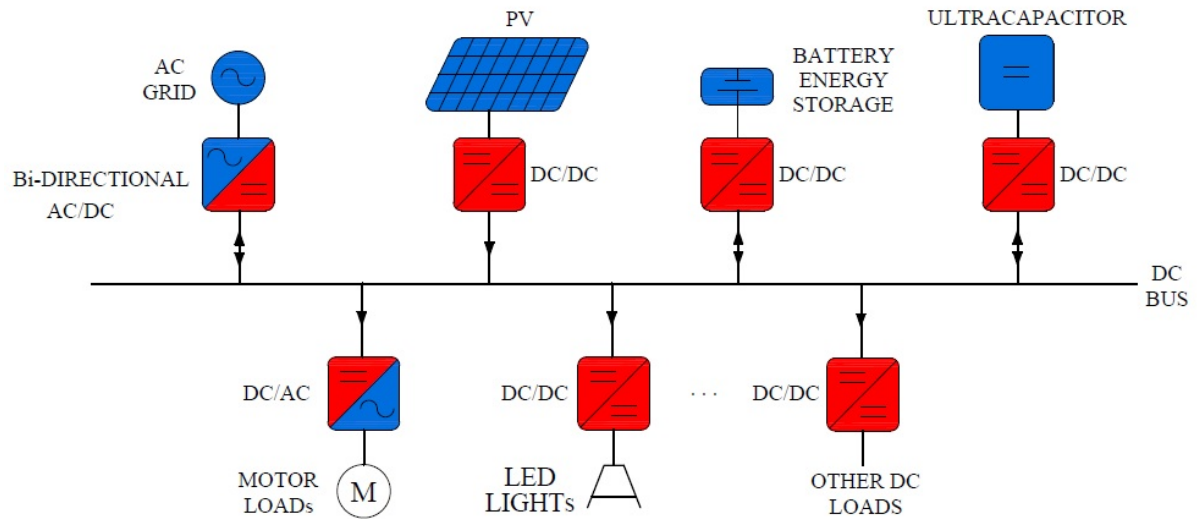 AC
GRID
PV
BATTERY
ENERGY
STORAGE
ULTRACAPACITOR
Bi-DIRECTIONAL
AC/DC
DC/DC
DC/DC
DC/DC
DC
BUS
DC/AC
DC/DC
...
DC/DC
MOTOR
LOADs
M
LED
LIGHTs
OTHER DC
LOADS